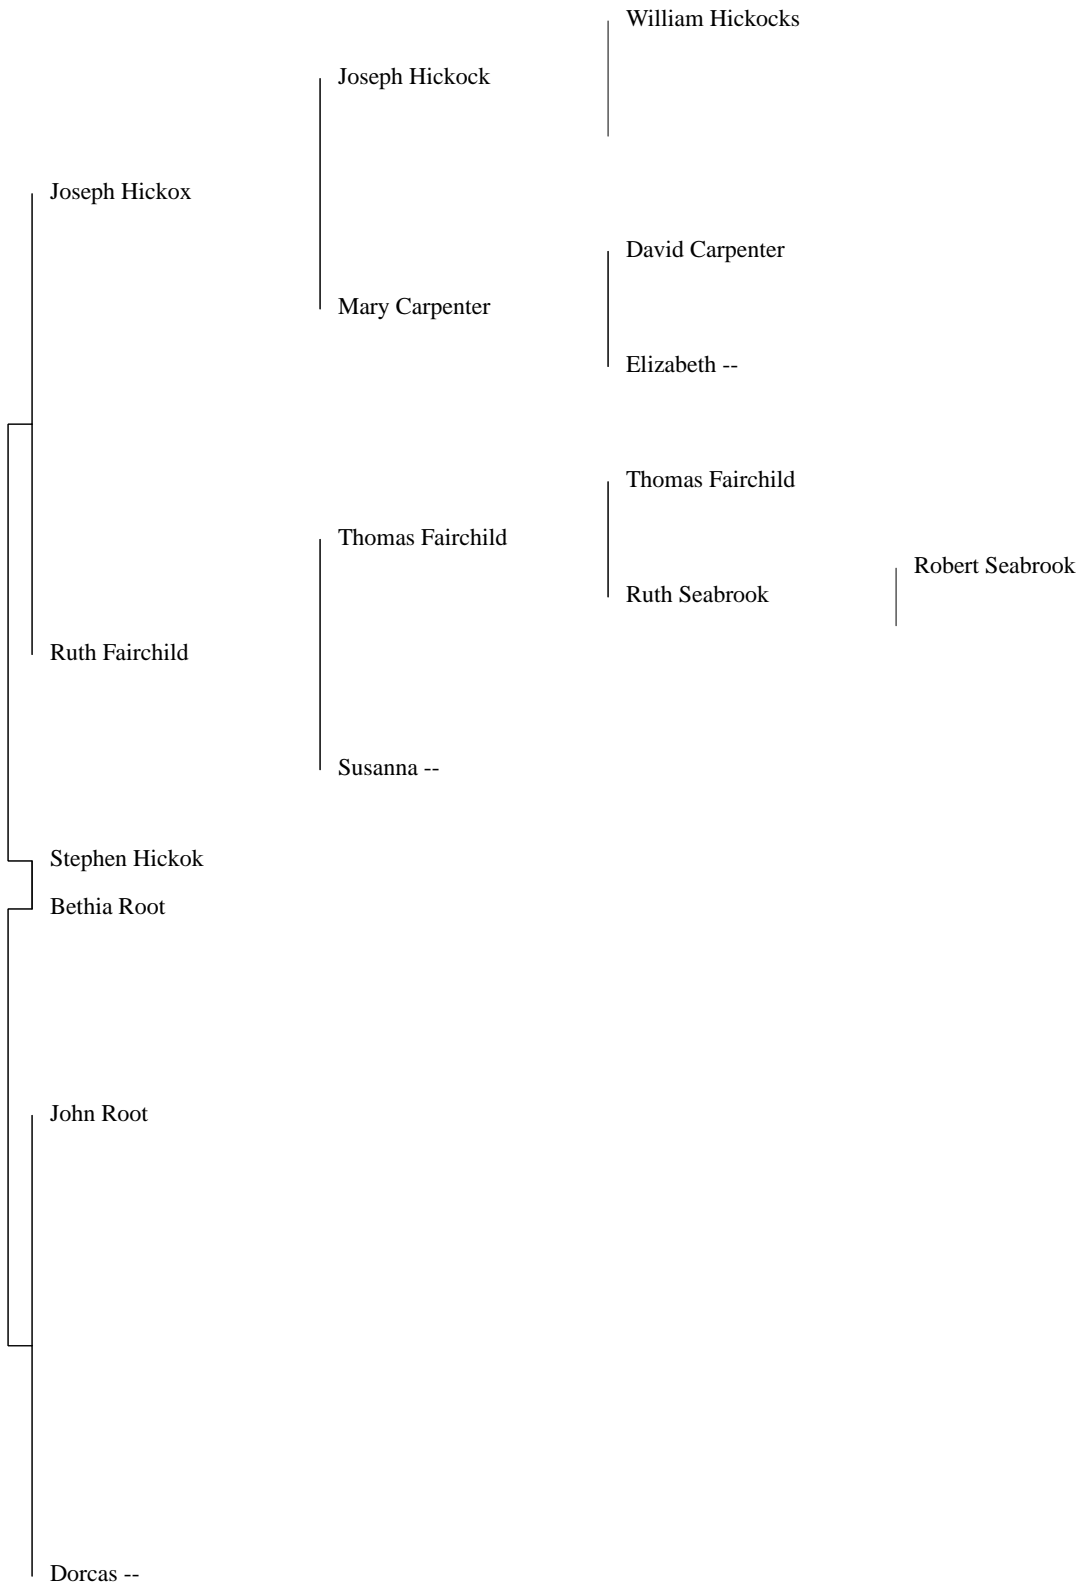 William Hickocks
Joseph Hickock
Joseph Hickox
David Carpenter
Mary Carpenter
Elizabeth --
Thomas Fairchild
Thomas Fairchild
Robert Seabrook
Ruth Seabrook
Ruth Fairchild
Susanna --
Stephen Hickok
Bethia Root
John Root
Dorcas --